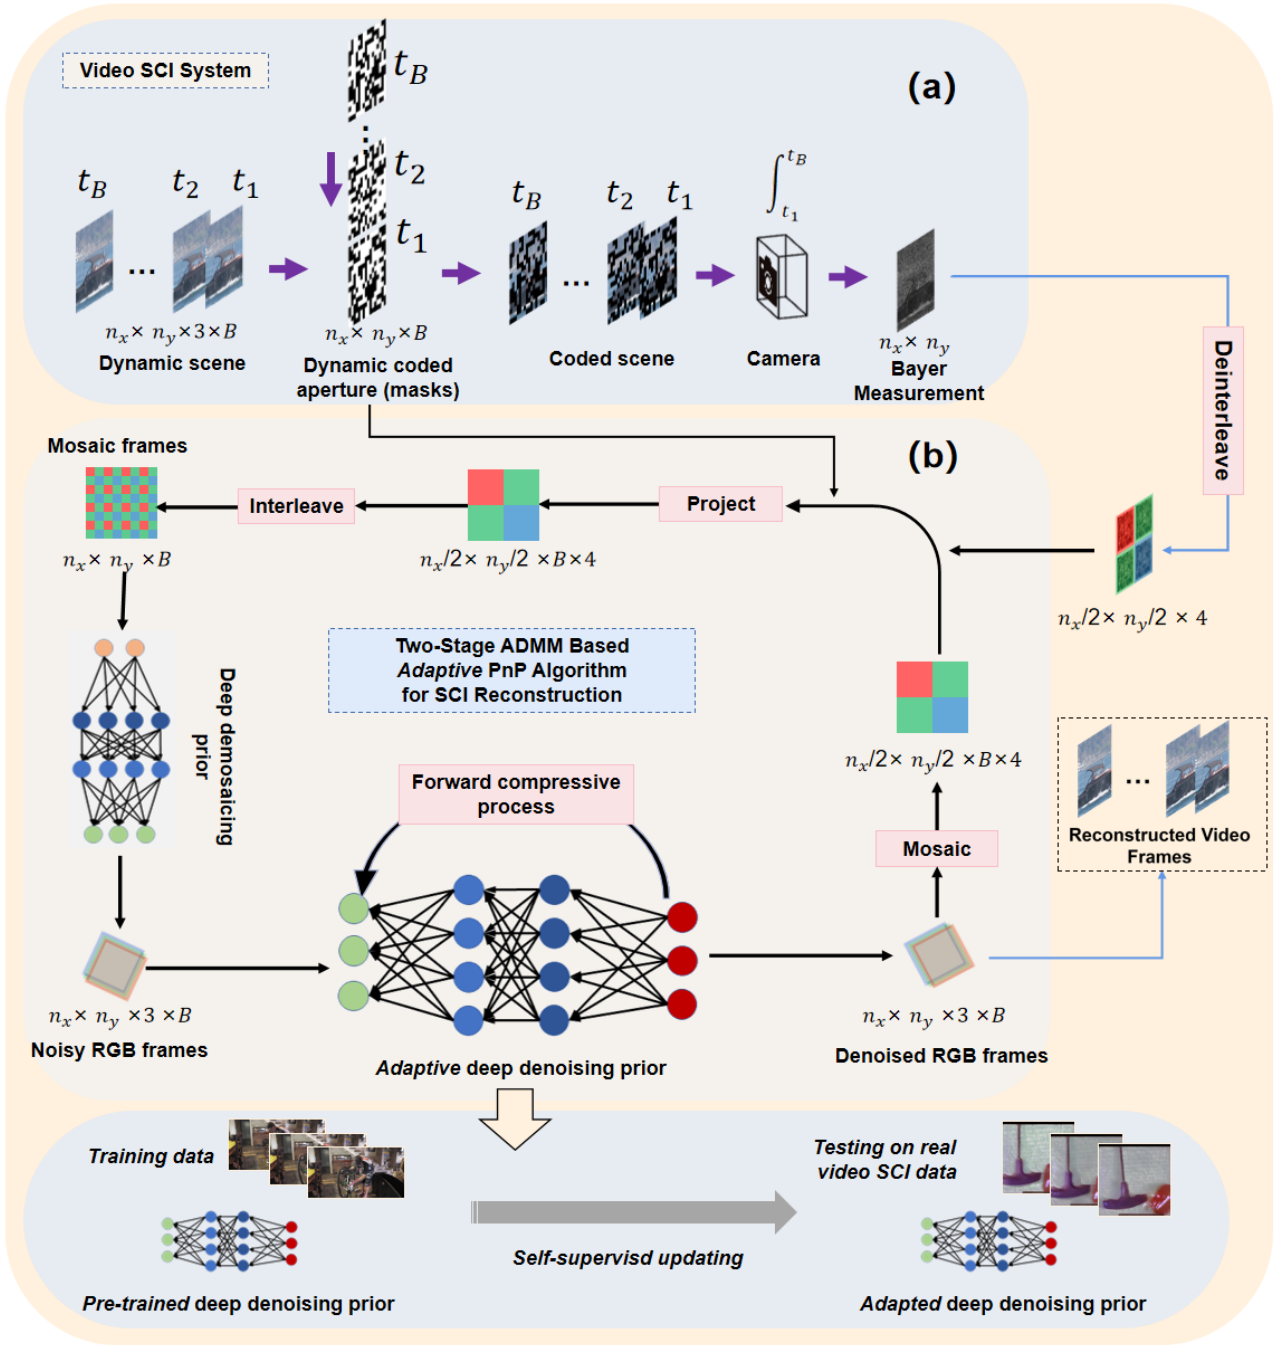 Video SCI System
(a)
t_B
⋮
t_2
t_1
t_B
...
t_2
t_1
n_x × n_y×3×B
Dynamic scene
n_x× n_y×B
Dynamic coded
aperture (masks)
t_B
...
t_2
t_1
Coded scene
∫_{t_1}^{t_B}
Camera
n_x× n_y
Bayer
Measurement
Deinterleave
n_x/2× n_y/2 × 4
(b)
Mosaic frames
n_x× n_y ×B
Interleave
n_x/2× n_y/2 ×B×4
Project
Two-Stage ADMM Based
Adaptive PnP Algorithm
for SCI Reconstruction
Deep demosaicing
prior
Forward compressive
process
n_x/2× n_y/2 ×B×4
Mosaic
...
Reconstructed Video
Frames
n_x× n_y ×3 ×B
Noisy RGB frames
Adaptive deep denoising prior
n_x× n_y ×3 ×B
Denoised RGB frames
Training data
Pre-trained deep denoising prior
Self-supervisd updating
Testing on real
video SCI data
Adapted deep denoising prior